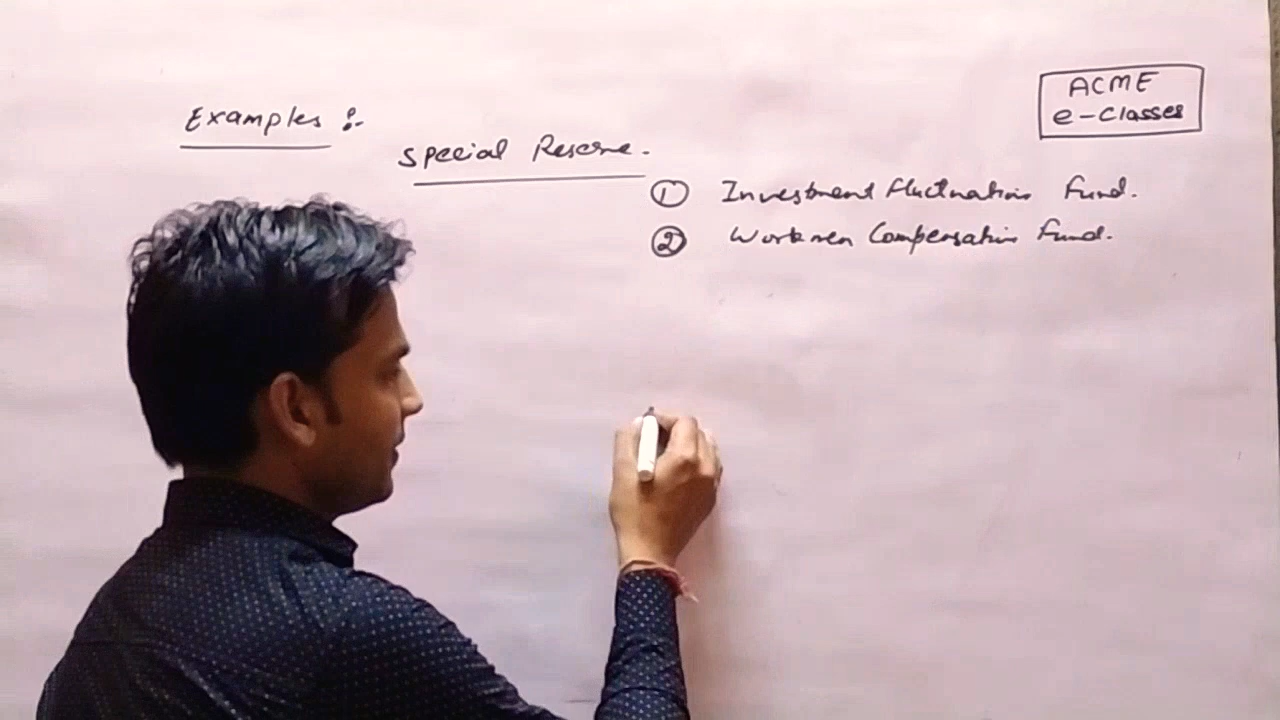 Examples :-
ACME
e-classes
Special Reserve.
① Investment Fluctuation Fund.
② Workmen Compensation Fund.